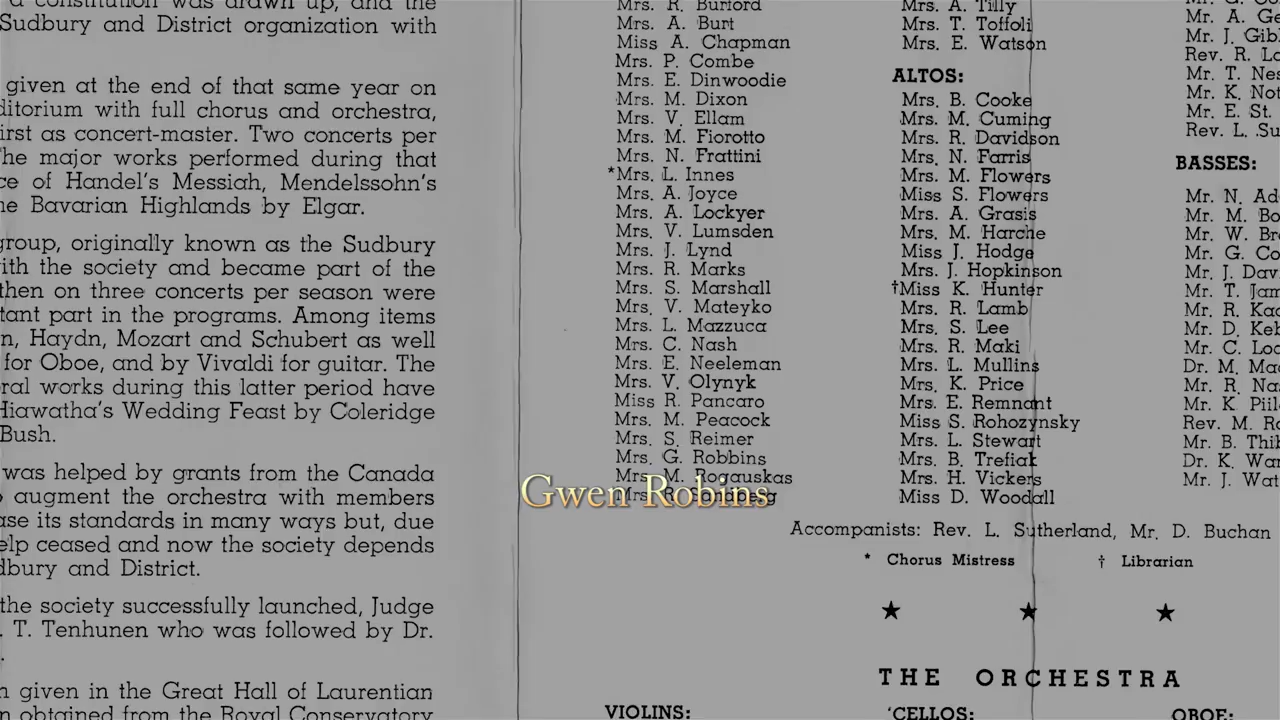 a constitution was drawn up, and the
Sudbury and District organization with
given at the end of that same year on
ditorium with full chorus and orchestra,
irst as concert-master. Two concerts per
he major works performed during that
ce of Handel's Messiah, Mendelssohn's
ne Bavarian Highlands by Elgar.
group, originally known as the Sudbury
ith the society and became part of the
then on three concerts per season were
tant part in the programs. Among items
n, Haydn, Mozart and Schubert as well
for Oboe, and by Vivaldi for guitar. The
ral works during this latter period have
Hiawatha's Wedding Feast by Coleridge
Bush.
was helped by grants from the Canada
o augment the orchestra with members
ase its standards in many ways but, due
elp ceased and now the society depends
dbury and District.
the society successfully launched, Judge
. T. Tenhunen who was followed by Dr.
n given in the Great Hall of Laurentian
n obtained from the Royal Conservatory
Mrs. R. Burford
Mrs. A. Burt
Miss A. Chapman
Mrs. P. Combe
Mrs. E. Dinwoodie
Mrs. M. Dixon
Mrs. V. Ellam
Mrs. M. Fiorotto
Mrs. N. Frattini
*Mrs. L. Innes
Mrs. A. Joyce
Mrs. A. Lockyer
Mrs. V. Lumsden
Mrs. J. Lynd
Mrs. R. Marks
Mrs. S. Marshall
Mrs. V. Mateyko
Mrs. L. Mazzuca
Mrs. C. Nash
Mrs. E. Neeleman
Mrs. V. Olynyk
Miss R. Pancaro
Mrs. M. Peacock
Mrs. S. Reimer
Mrs. G. Robbins
Mrs. M. Rogauskas
Gwen Robins
Mrs. A. Tilly
Mrs. T. Toffoli
Mrs. E. Watson
ALTOS:
Mrs. B. Cooke
Mrs. M. Cuming
Mrs. R. Davidson
Mrs. N. Farris
Mrs. M. Flowers
Miss S. Flowers
Mrs. A. Grasis
Mrs. M. Harche
Miss J. Hodge
Mrs. J. Hopkinson
†Miss K. Hunter
Mrs. R. Lamb
Mrs. S. Lee
Mrs. R. Maki
Mrs. L. Mullins
Mrs. K. Price
Mrs. E. Remnant
Miss S. Rohozynsky
Mrs. L. Stewart
Mrs. B. Trefiak
Mrs. H. Vickers
Miss D. Woodall
Mr. A. Ge
Mr. J. Gib
Rev. R. Lo
Mr. T. Nes
Mr. K. Not
Mr. E. St.
Rev. L. Su
BASSES:
Mr. N. Ad
Mr. M. Bo
Mr. W. Br
Mr. G. Co
Mr. J. Dav
Mr. T. Jam
Mr. R. Kac
Mr. D. Keb
Mr. C. Loc
Dr. M. Mac
Mr. R. Nas
Mr. K. Piil
Rev. M. Ro
Mr. B. Thib
Dr. K. War
Mr. J. Wat
Accompanists: Rev. L. Sutherland, Mr. D. Buchan
* Chorus Mistress † Librarian
THE ORCHESTRA
VIOLINS: 'CELLOS: OBOE: